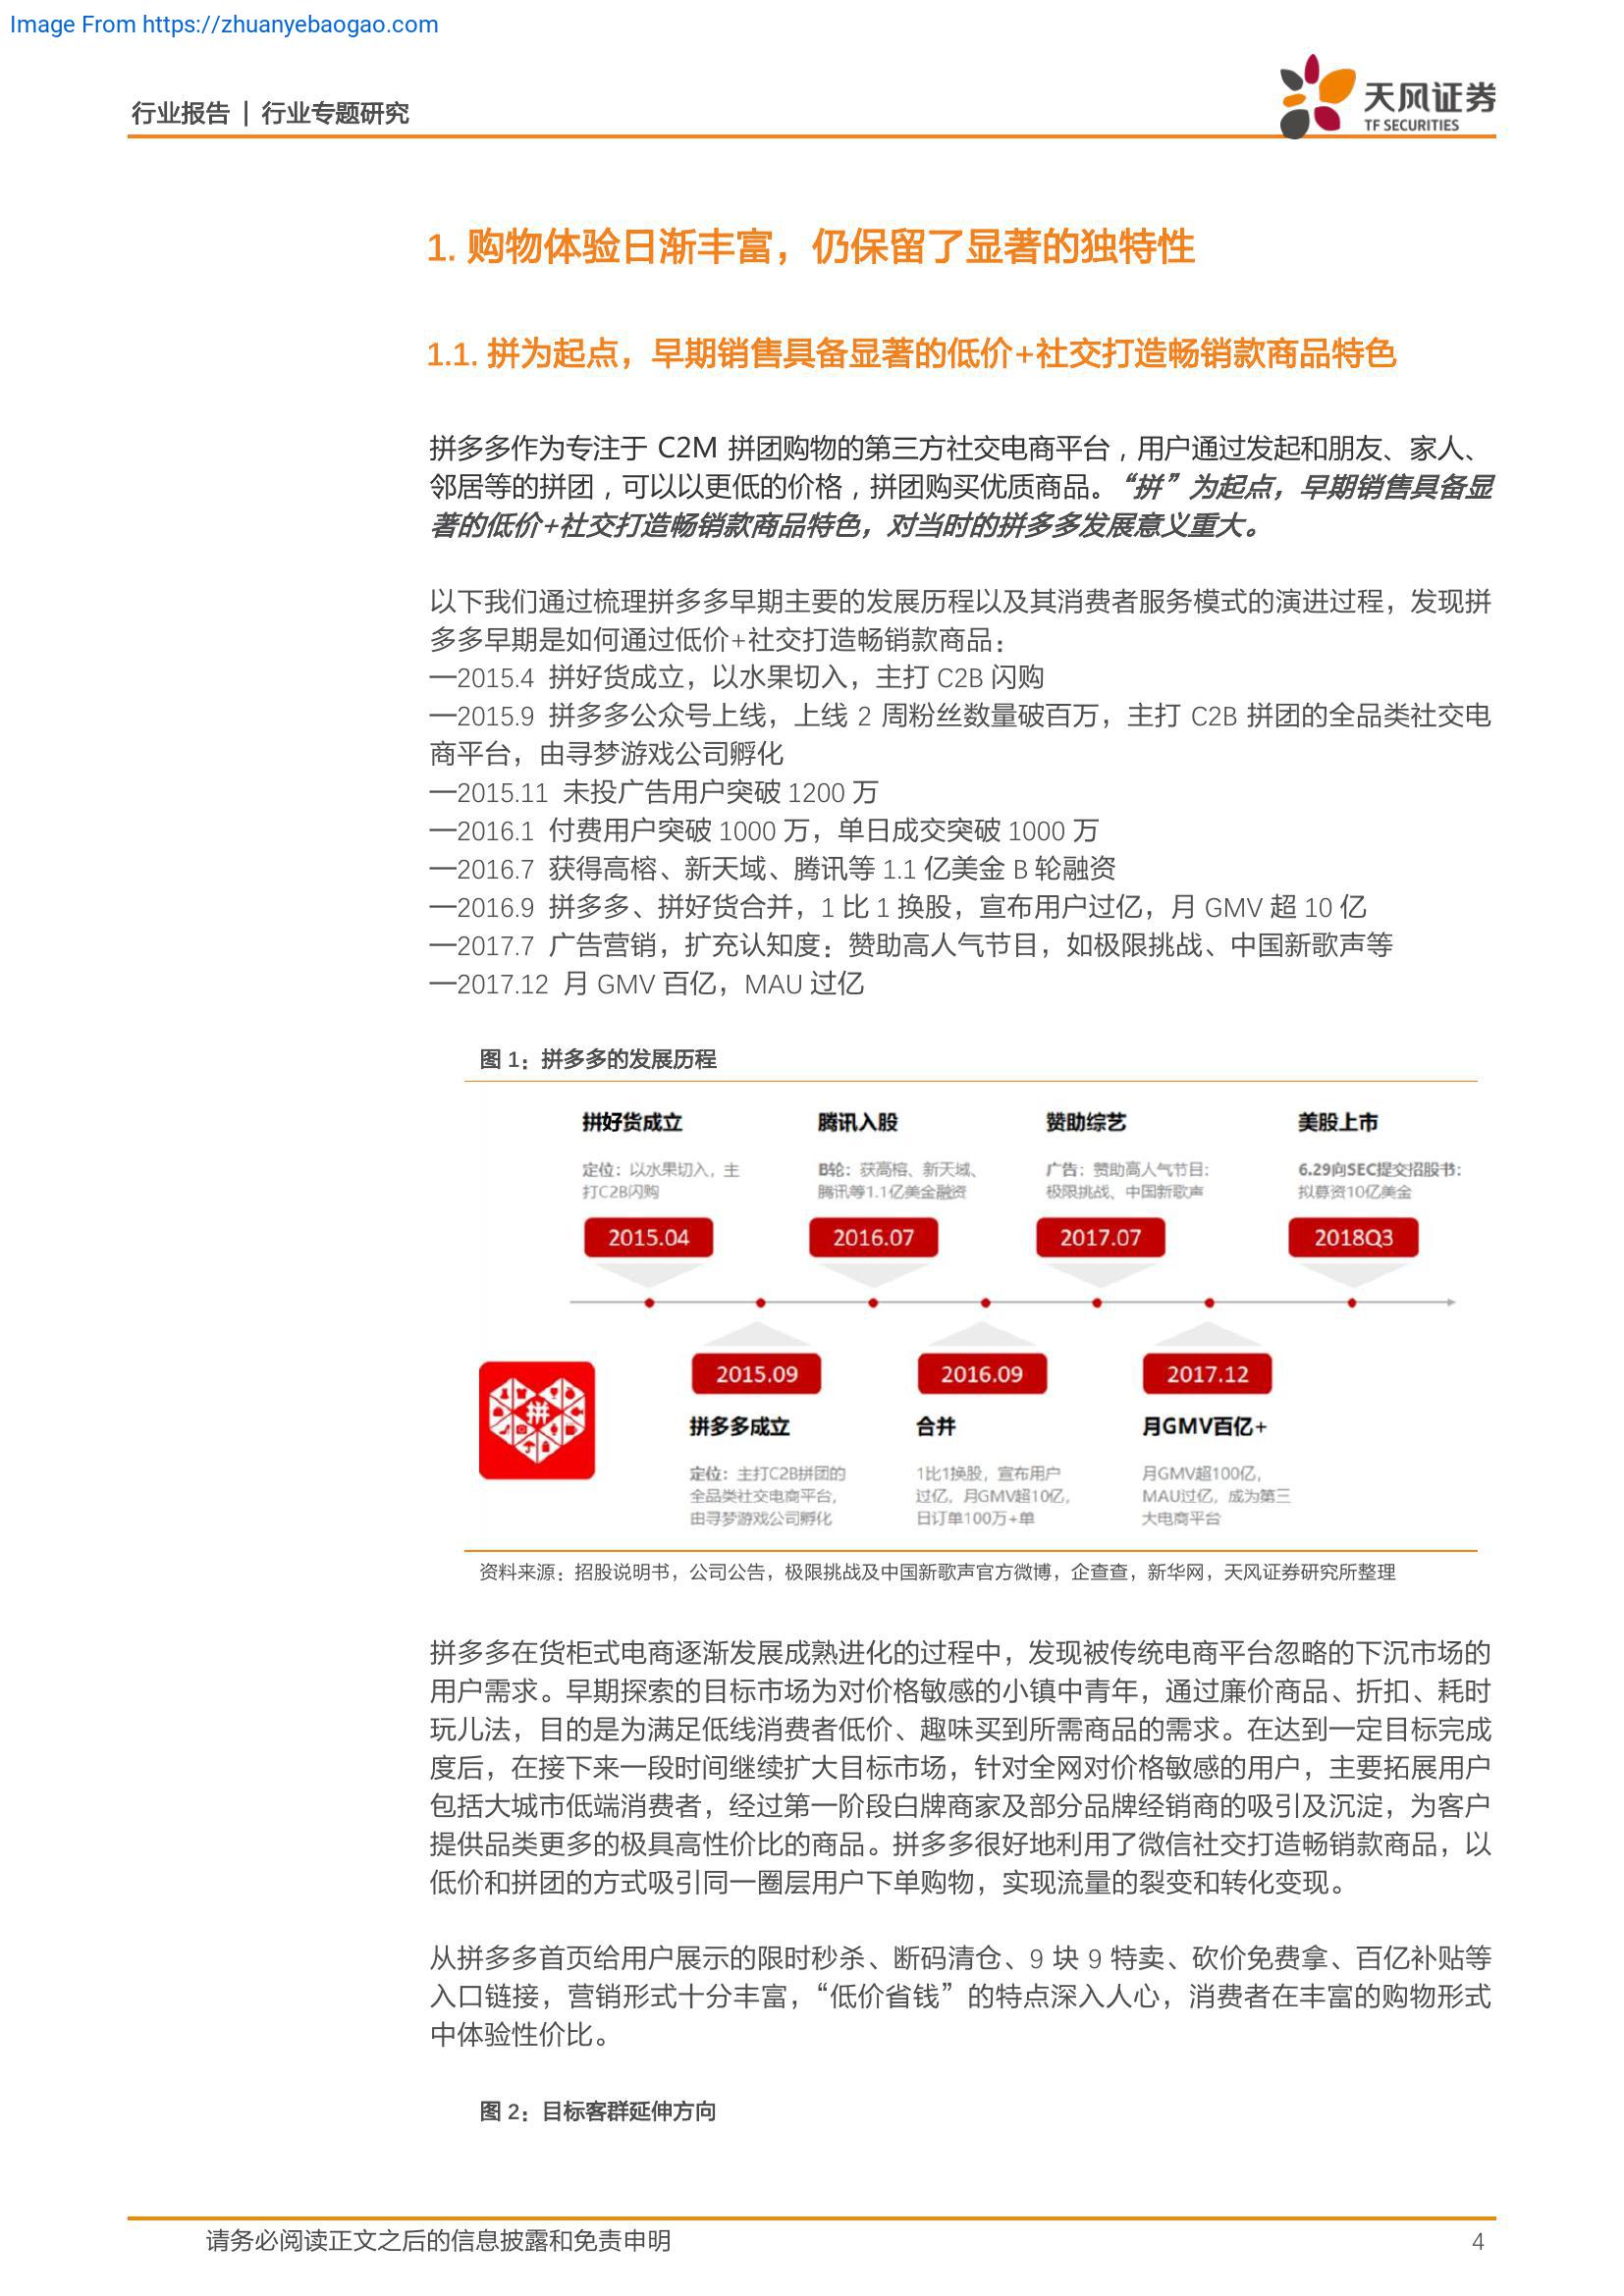 Image From https://zhuanyebaogao.com
行业报告 | 行业专题研究
天风证券
TF SECURITIES
1. 购物体验日渐丰富，仍保留了显著的独特性
1.1. 拼为起点，早期销售具备显著的低价+社交打造畅销款商品特色
拼多多作为专注于 C2M 拼团购物的第三方社交电商平台，用户通过发起和朋友、家人、
邻居等的拼团，可以以更低的价格，拼团购买优质商品。“拼”为起点，早期销售具备显
著的低价+社交打造畅销款商品特色，对当时的拼多多发展意义重大。
以下我们通过梳理拼多多早期主要的发展历程以及其消费者服务模式的演进过程，发现拼
多多早期是如何通过低价+社交打造畅销款商品：
—2015.4 拼好货成立，以水果切入，主打 C2B 闪购
—2015.9 拼多多公众号上线，上线 2 周粉丝数量破百万，主打 C2B 拼团的全品类社交电
商平台，由寻梦游戏公司孵化
—2015.11 未投广告用户突破 1200 万
—2016.1 付费用户突破 1000 万，单日成交突破 1000 万
—2016.7 获得高榕、新天域、腾讯等 1.1 亿美金 B 轮融资
—2016.9 拼多多、拼好货合并，1 比 1 换股，宣布用户过亿，月 GMV 超 10 亿
—2017.7 广告营销，扩充认知度：赞助高人气节目，如极限挑战、中国新歌声等
—2017.12 月 GMV 百亿，MAU 过亿
图 1：拼多多的发展历程
拼好货成立 腾讯入股 赞助综艺 美股上市
定位：以水果切入，主 B轮：获高榕、新天域、 广告：赞助高人气节目： 6.29向SEC提交招股书：
打C2B闪购 腾讯等1.1亿美金融资 极限挑战、中国新歌声 拟募资10亿美金
2015.04 2016.07 2017.07 2018Q3
2015.09 2016.09 2017.12
拼
拼多多成立 合并 月GMV百亿+
定位：主打C2B拼团的 1比1换股，宣布用户 月GMV超100亿，
全品类社交电商平台， 过亿，月GMV超10亿， MAU过亿，成为第三
由寻梦游戏公司孵化 日订单100万+单 大电商平台
资料来源：招股说明书，公司公告，极限挑战及中国新歌声官方微博，企查查，新华网，天风证券研究所整理
拼多多在货柜式电商逐渐发展成熟进化的过程中，发现被传统电商平台忽略的下沉市场的
用户需求。早期探索的目标市场为对价格敏感的小镇中青年，通过廉价商品、折扣、耗时
玩儿法，目的是为满足低线消费者低价、趣味买到所需商品的需求。在达到一定目标完成
度后，在接下来一段时间继续扩大目标市场，针对全网对价格敏感的用户，主要拓展用户
包括大城市低端消费者，经过第一阶段白牌商家及部分品牌经销商的吸引及沉淀，为客户
提供品类更多的极具高性价比的商品。拼多多很好地利用了微信社交打造畅销款商品，以
低价和拼团的方式吸引同一圈层用户下单购物，实现流量的裂变和转化变现。
从拼多多首页给用户展示的限时秒杀、断码清仓、9 块 9 特卖、砍价免费拿、百亿补贴等
入口链接，营销形式十分丰富，“低价省钱”的特点深入人心，消费者在丰富的购物形式
中体验性价比。
图 2：目标客群延伸方向
请务必阅读正文之后的信息披露和免责申明 4